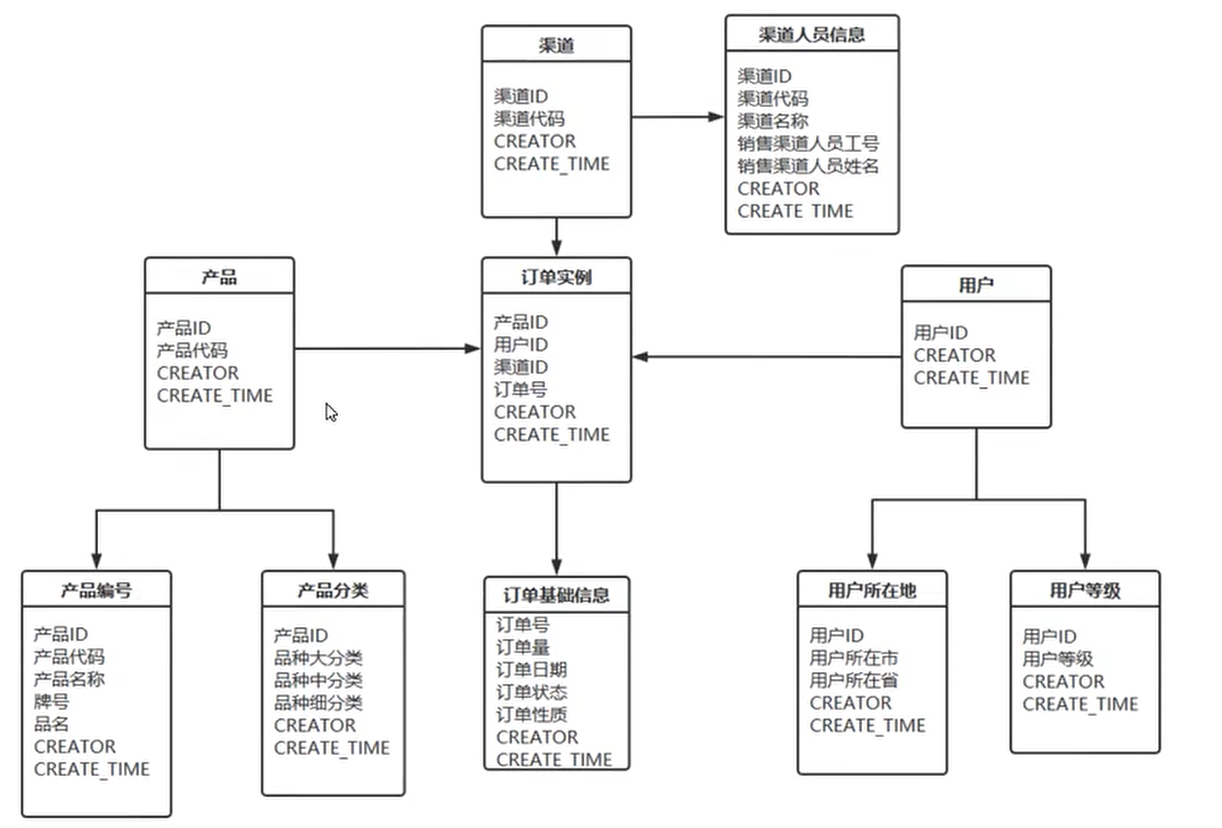 渠道
渠道ID
渠道代码
CREATOR
CREATE_TIME
渠道人员信息
渠道ID
渠道代码
渠道名称
销售渠道人员工号
销售渠道人员姓名
CREATOR
CREATE TIME
产品
产品ID
产品代码
CREATOR
CREATE_TIME
订单实例
产品ID
用户ID
渠道ID
订单号
CREATOR
CREATE_TIME
用户
用户ID
CREATOR
CREATE_TIME
产品编号
产品ID
产品代码
产品名称
牌号
品名
CREATOR
CREATE_TIME
产品分类
产品ID
品种大分类
品种中分类
品种细分类
CREATOR
CREATE_TIME
订单基础信息
订单号
订单量
订单日期
订单状态
订单性质
CREATOR
CREATE TIME
用户所在地
用户ID
用户所在市
用户所在省
CREATOR
CREATE_TIME
用户等级
用户ID
用户等级
CREATOR
CREATE_TIME